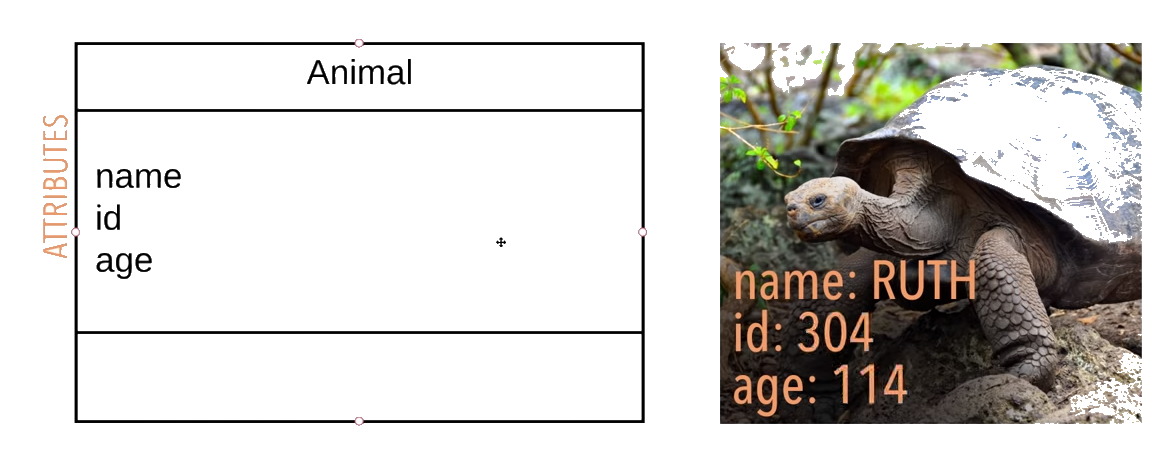 Animal
ATTRIBUTES
name
id
age
name: RUTH
id: 304
age: 114